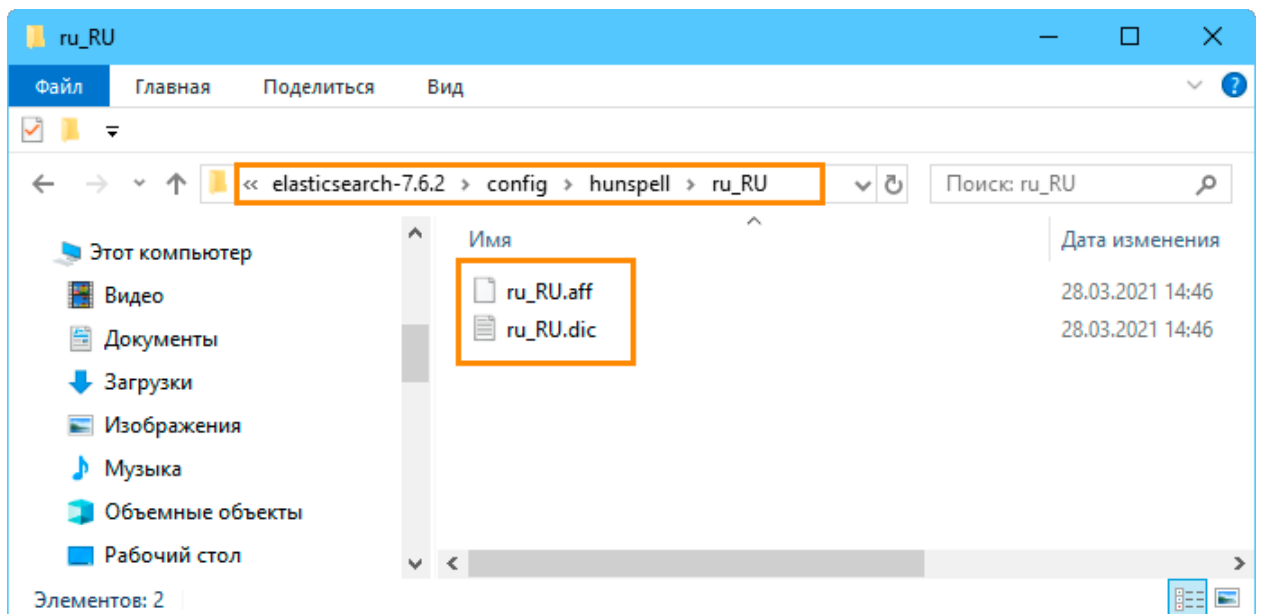 ru_RU
Файл Главная Поделиться Вид
« elasticsearch-7.6.2 › config › hunspell › ru_RU
Поиск: ru_RU
Этот компьютер
Видео
Документы
Загрузки
Изображения
Музыка
Объемные объекты
Рабочий стол
Имя Дата изменения
ru_RU.aff 28.03.2021 14:46
ru_RU.dic 28.03.2021 14:46
Элементов: 2